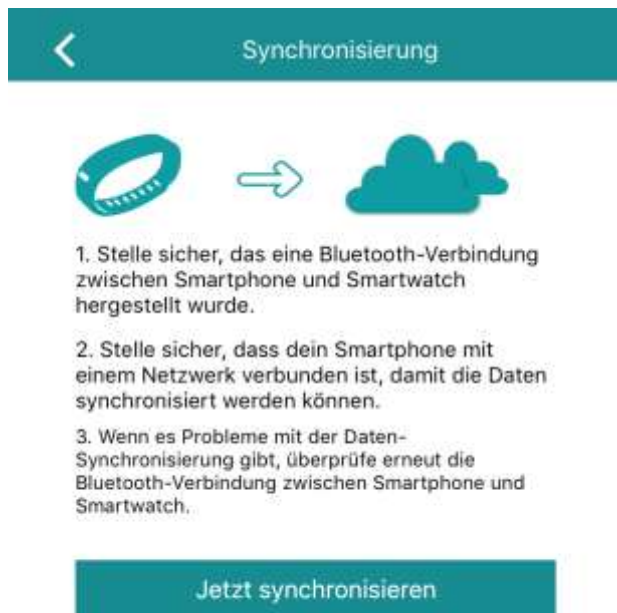 Synchronisierung
1. Stelle sicher, das eine Bluetooth-Verbindung
zwischen Smartphone und Smartwatch
hergestellt wurde.
2. Stelle sicher, dass dein Smartphone mit
einem Netzwerk verbunden ist, damit die Daten
synchronisiert werden können.
3. Wenn es Probleme mit der Daten-
Synchronisierung gibt, überprüfe erneut die
Bluetooth-Verbindung zwischen Smartphone und
Smartwatch.
Jetzt synchronisieren